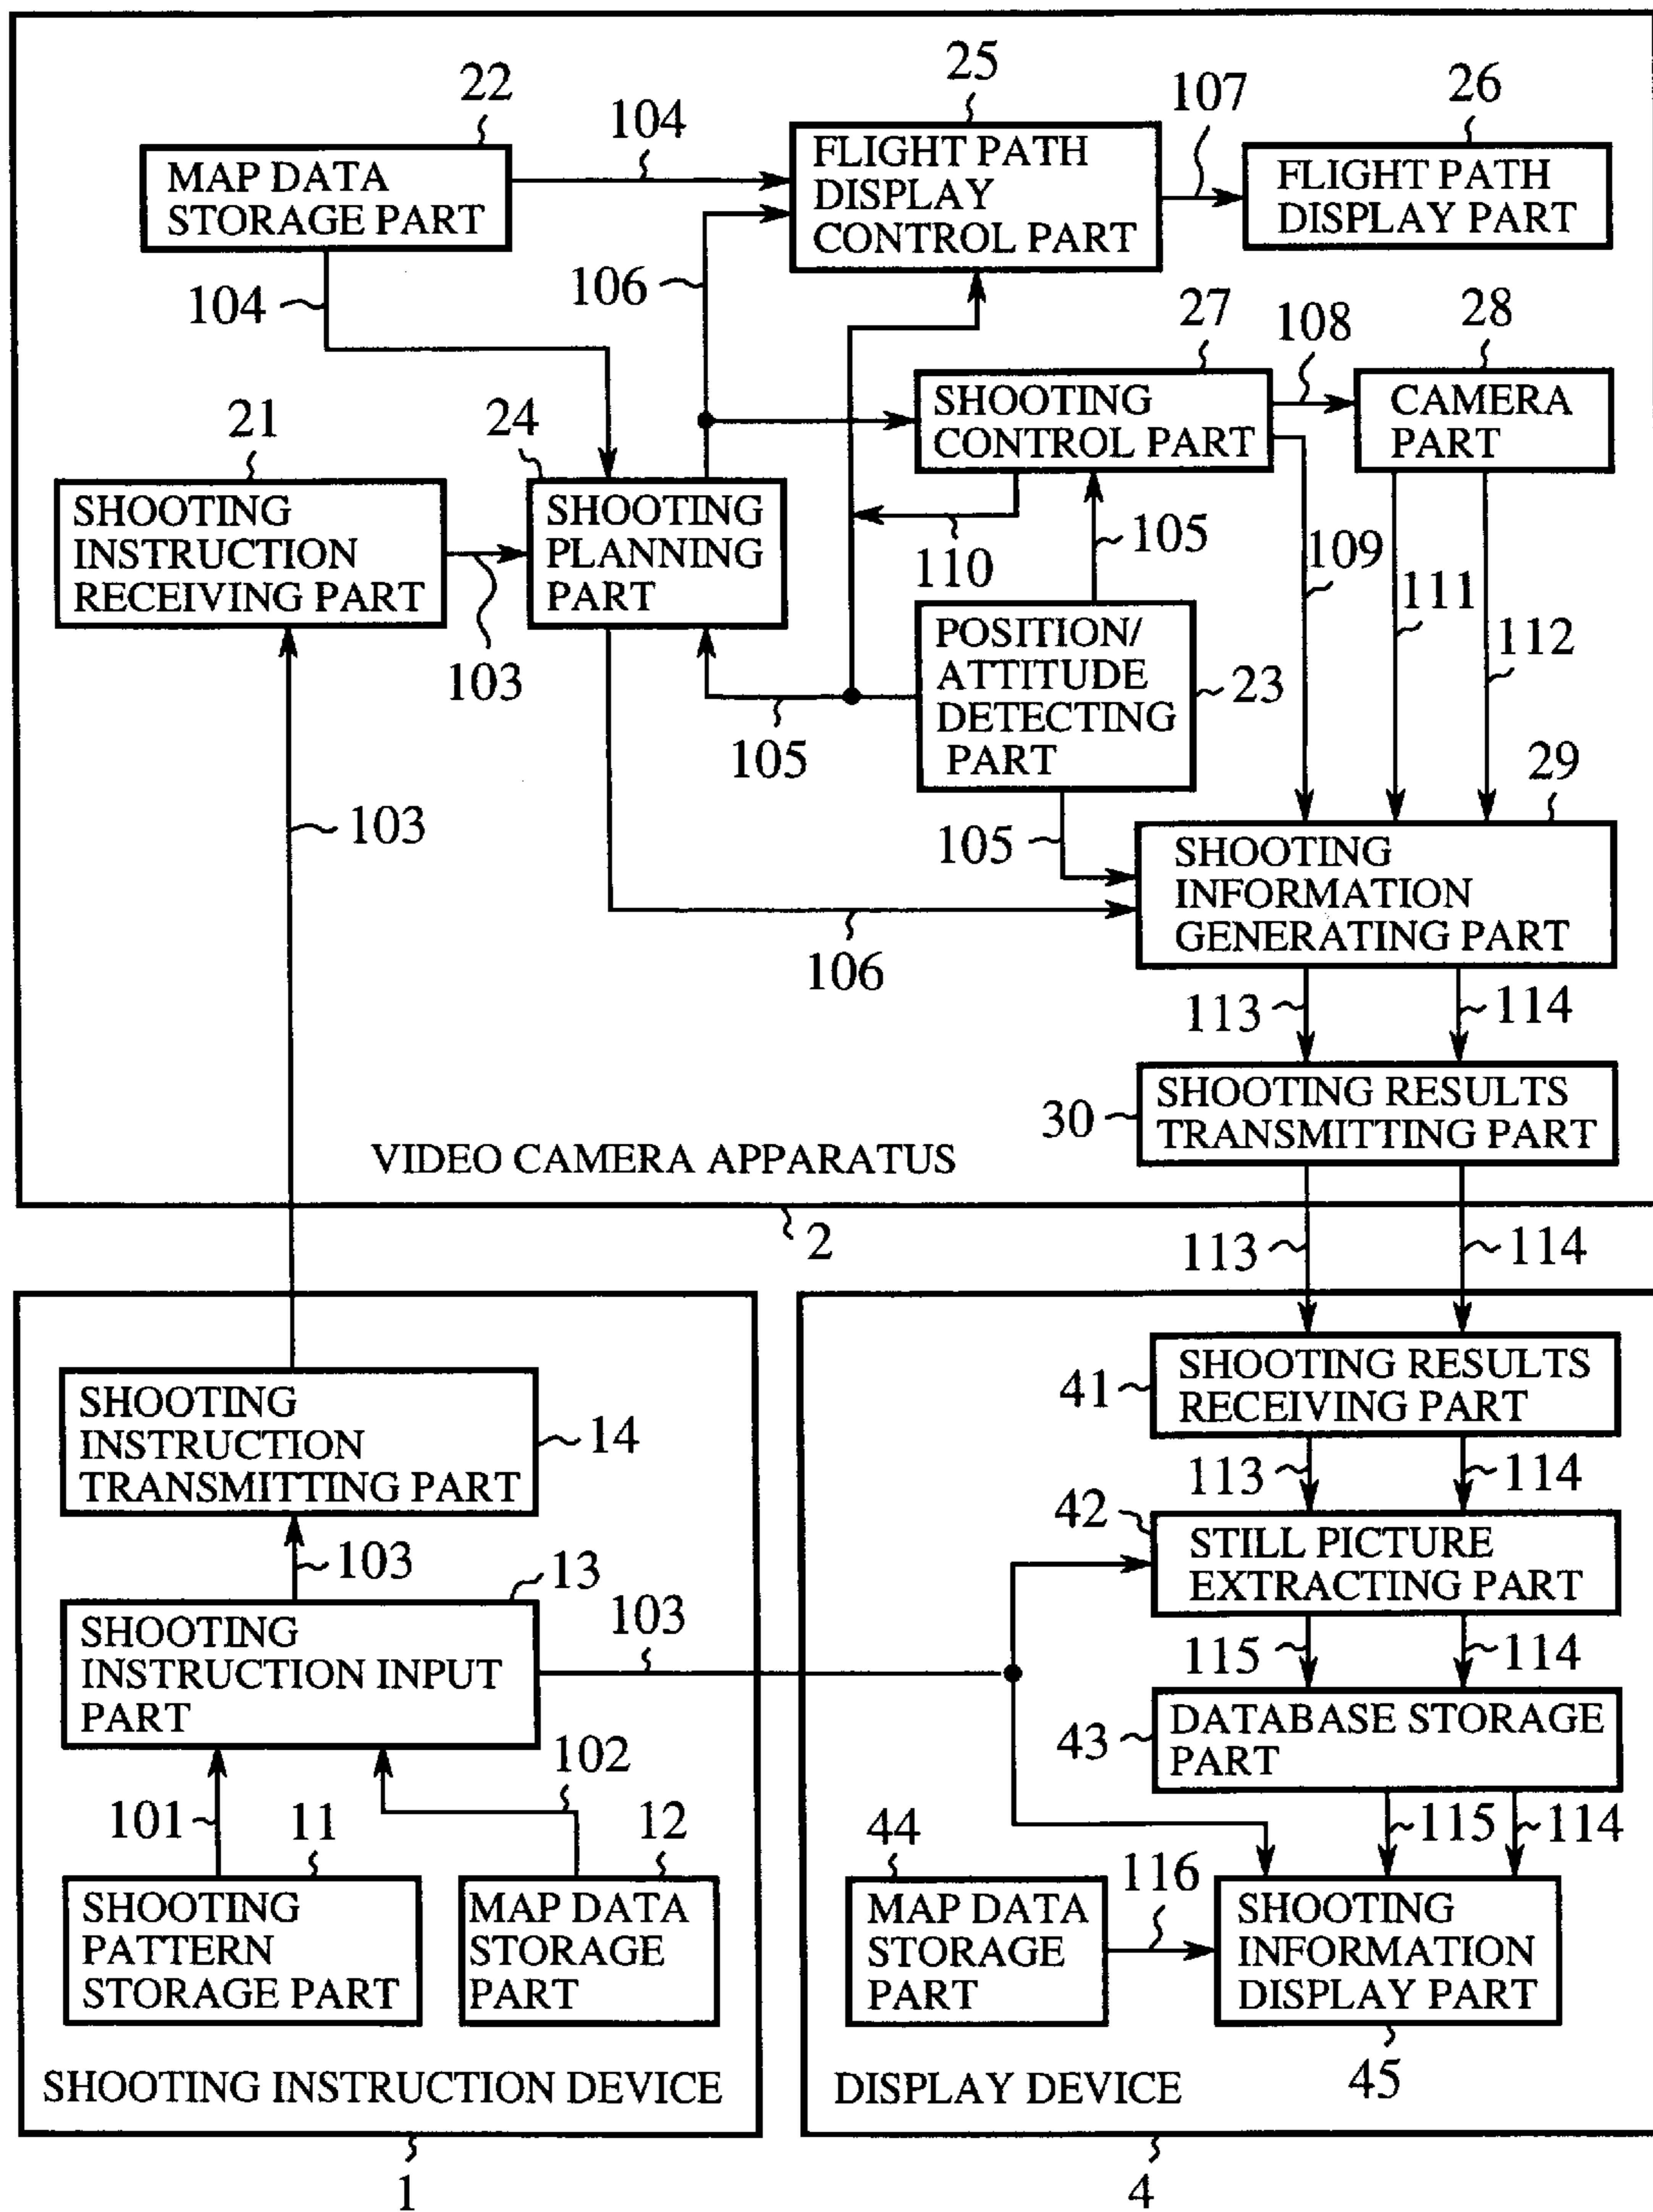 22
104
25
107
26
MAP DATA
STORAGE PART
FLIGHT PATH
DISPLAY
CONTROL PART
FLIGHT PATH
DISPLAY PART
104
106
27
108
28
SHOOTING
CONTROL PART
CAMERA
PART
21
24
SHOOTING
INSTRUCTION
RECEIVING PART
103
SHOOTING
PLANNING
PART
110
105
109
111
112
105
POSITION/
ATTITUDE
DETECTING
PART
23
103
105
106
29
SHOOTING
INFORMATION
GENERATING PART
113
114
30
SHOOTING RESULTS
TRANSMITTING PART
VIDEO CAMERA APPARATUS
2
113
114
SHOOTING
INSTRUCTION
TRANSMITTING PART
14
103
13
SHOOTING
INSTRUCTION INPUT
PART
103
101
102
11
12
SHOOTING
PATTERN
STORAGE PART
MAP DATA
STORAGE
PART
SHOOTING INSTRUCTION DEVICE
1
41
SHOOTING RESULTS
RECEIVING PART
113
114
42
STILL PICTURE
EXTRACTING PART
115
114
43
DATABASE STORAGE
PART
115
114
44
116
MAP DATA
STORAGE
PART
SHOOTING
INFORMATION
DISPLAY PART
45
DISPLAY DEVICE
4